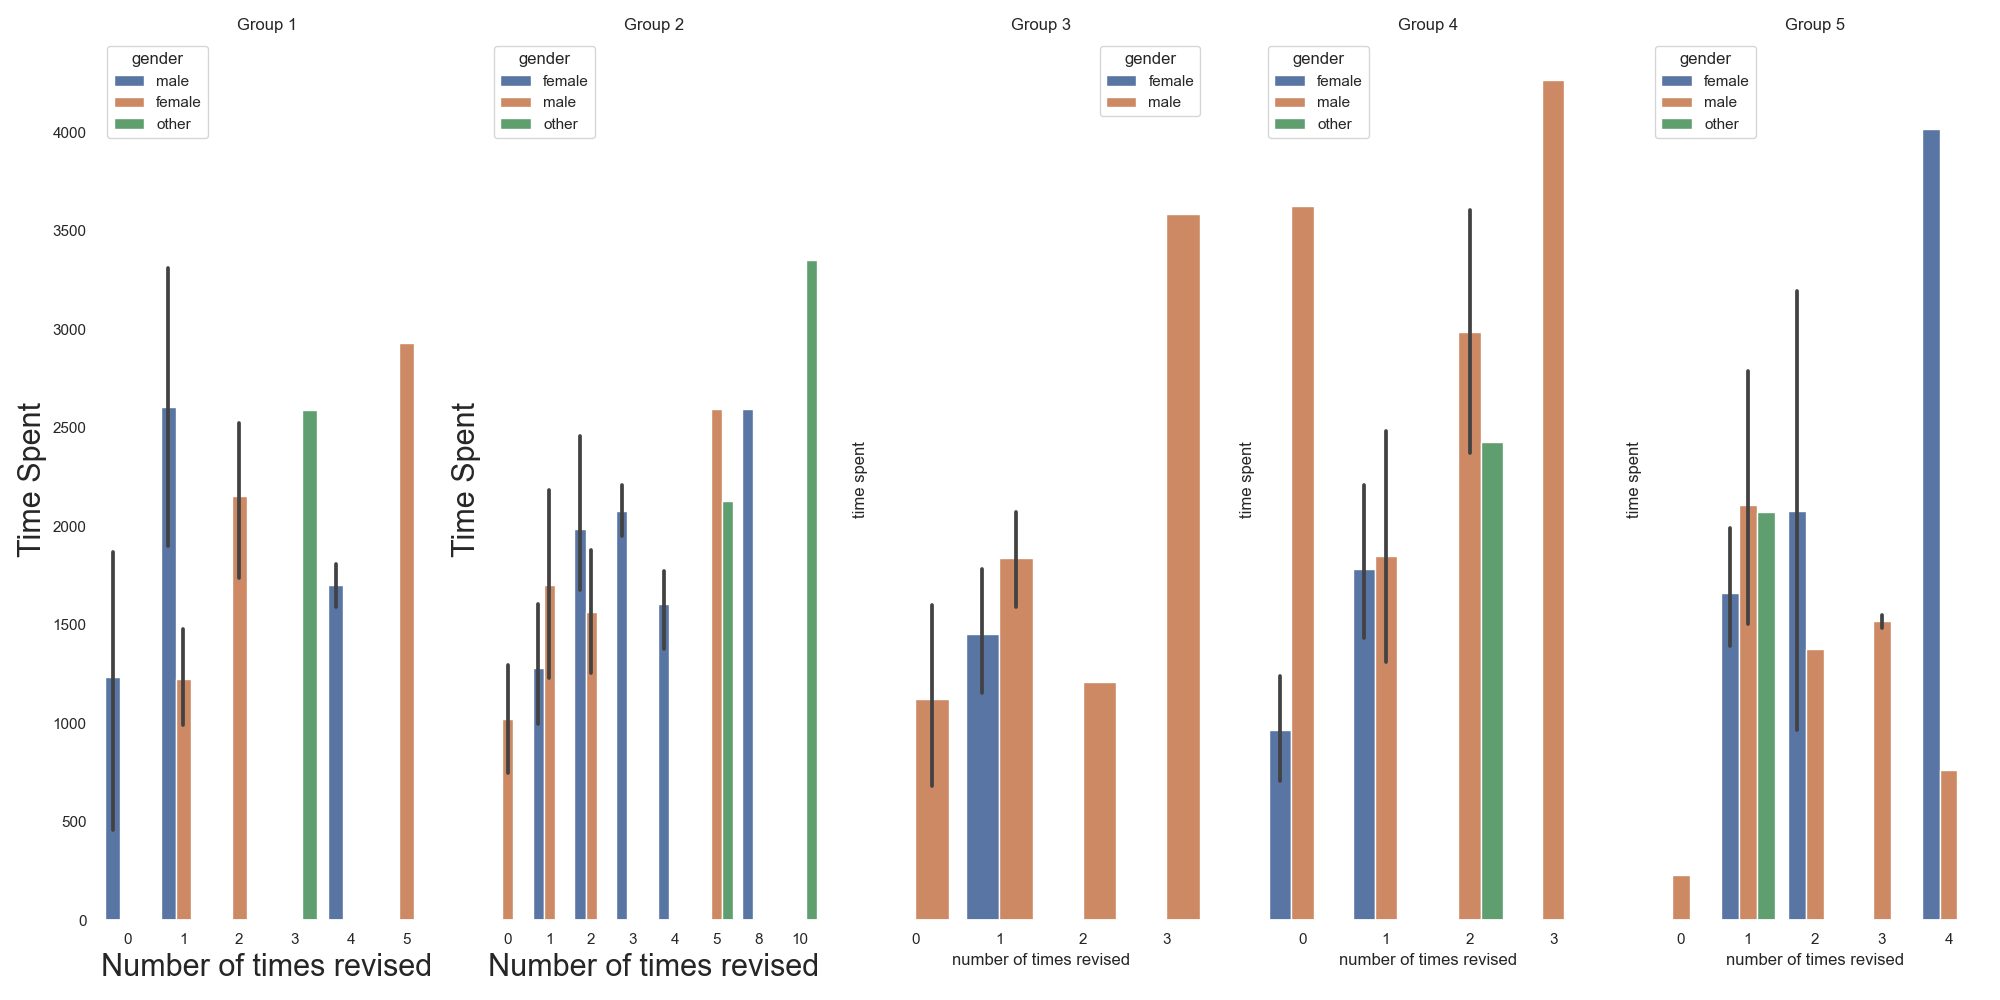 Group 1
Group 2
Group 3
Group 4
Group 5
gender
male
female
other
gender
female
male
other
gender
female
male
gender
female
male
other
gender
female
male
other
4000
3500
3000
2500
2000
1500
1000
500
0
Time Spent
Time Spent
time spent
time spent
time spent
0 1 2 3 4 5
0 1 2 3 4 5 8 10
0 1 2 3
0 1 2 3
0 1 2 3 4
Number of times revised
Number of times revised
number of times revised
number of times revised
number of times revised